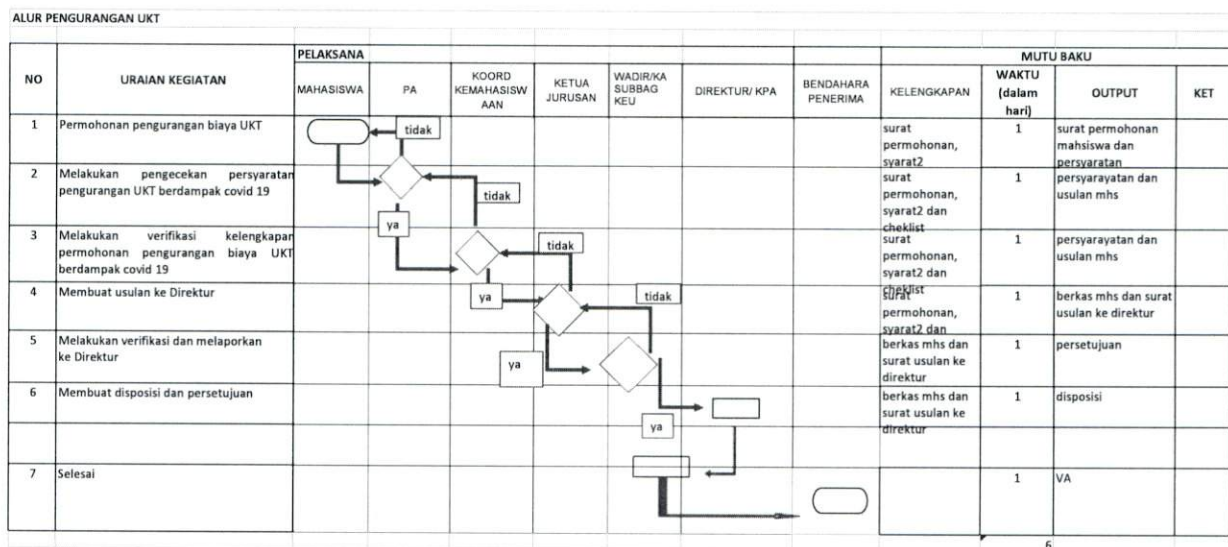 ALUR PENGURANGAN UKT
NO
URAIAN KEGIATAN
PELAKSANA
MUTU BAKU
MAHASISWA
PA
KOORD
KEMAHASISW
AAN
KETUA
JURUSAN
WADIR/KA
SUBBAG
KEU
DIREKTUR/ KPA
BENDAHARA
PENERIMA
KELENGKAPAN
WAKTU
(dalam
hari)
OUTPUT
KET
1
Permohonan pengurangan biaya UKT
tidak
surat
permohonan,
syarat2
1
surat permohonan
mahsiswa dan
persyaratan
2
Melakukan pengecekan persyaratan
pengurangan UKT berdampak covid 19
tidak
ya
surat
permohonan,
syarat2 dan
cheklist
1
persyarayatan dan
usulan mhs
3
Melakukan verifikasi kelengkapan
permohonan pengurangan biaya UKT
berdampak covid 19
tidak
surat
permohonan,
syarat2 dan
cheklist
1
persyarayatan dan
usulan mhs
4
Membuat usulan ke Direktur
ya
tidak
surat
permohonan,
syarat2 dan
1
berkas mhs dan surat
usulan ke direktur
5
Melakukan verifikasi dan melaporkan
ke Direktur
ya
berkas mhs dan
surat usulan ke
direktur
1
persetujuan
6
Membuat disposisi dan persetujuan
ya
berkas mhs dan
surat usulan ke
direktur
1
disposisi
7
Selesai
1
VA
6